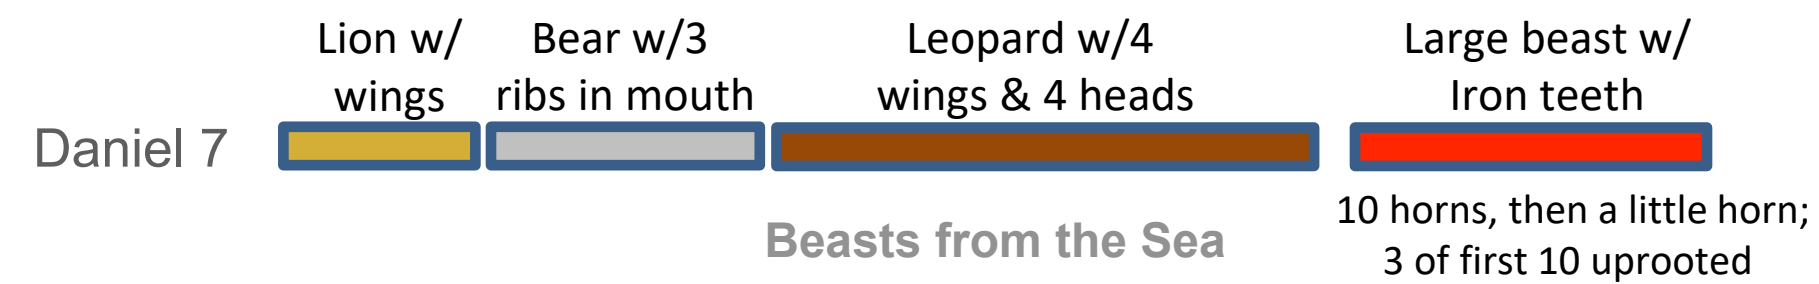 Lion w/
wings
Bear w/3
ribs in mouth
Leopard w/4
wings & 4 heads
Large beast w/
Iron teeth
Daniel 7
10 horns, then a little horn;
3 of first 10 uprooted
Beasts from the Sea